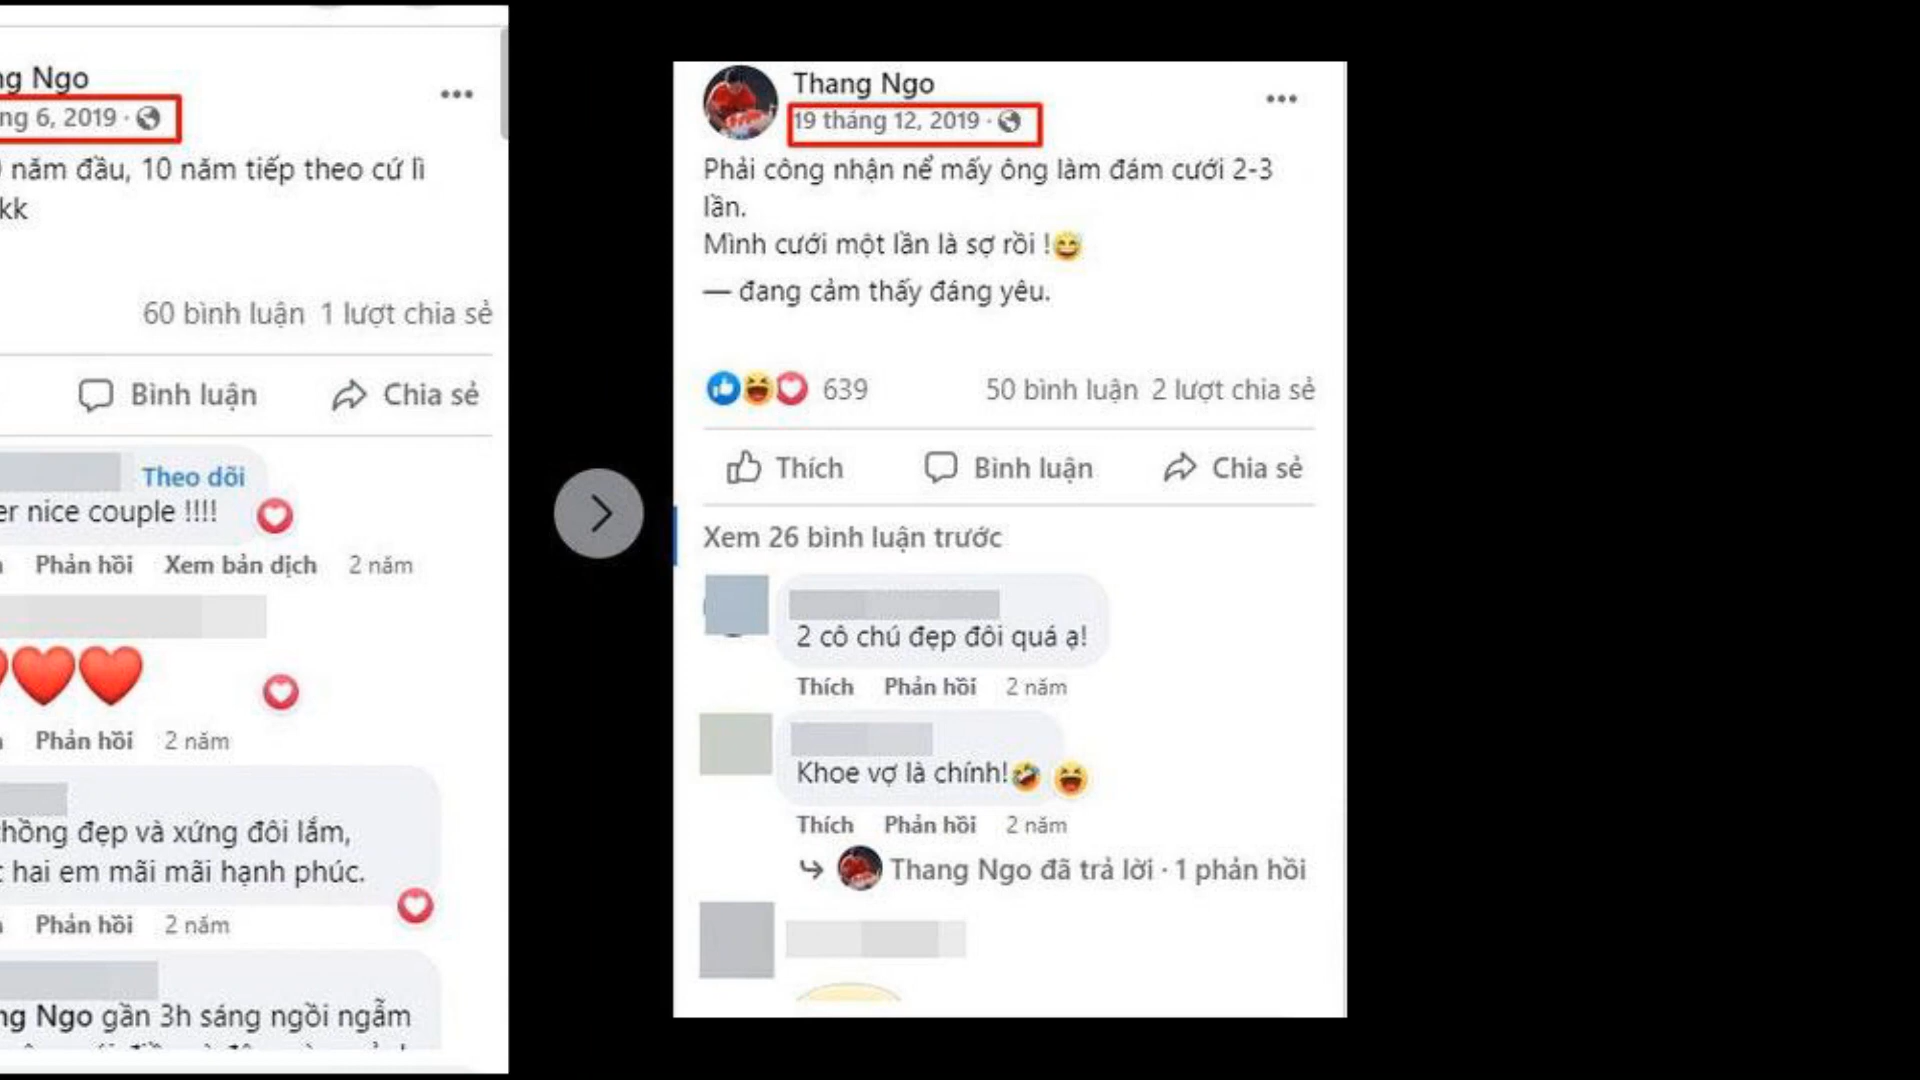 ng Ngo
ng 6, 2019 ·
năm đầu, 10 năm tiếp theo cứ lì
kk
60 bình luận 1 lượt chia sẻ
Bình luận Chia sẻ
Theo dõi
er nice couple !!!!
Phản hồi Xem bản dịch 2 năm
Phản hồi 2 năm
hồng đẹp và xứng đôi lắm,
hai em mãi mãi hạnh phúc.
Phản hồi 2 năm
ng Ngo gần 3h sáng ngồi ngẫm
Thang Ngo
19 tháng 12, 2019 ·
Phải công nhận nể mấy ông làm đám cưới 2-3
lần.
Mình cưới một lần là sợ rồi !😅
— đang cảm thấy đáng yêu.
639 50 bình luận 2 lượt chia sẻ
Thích Bình luận Chia sẻ
Xem 26 bình luận trước
2 cô chú đẹp đôi quá ạ!
Thích Phản hồi 2 năm
Khoe vợ là chính!🤣
Thích Phản hồi 2 năm
Thang Ngo đã trả lời · 1 phản hồi